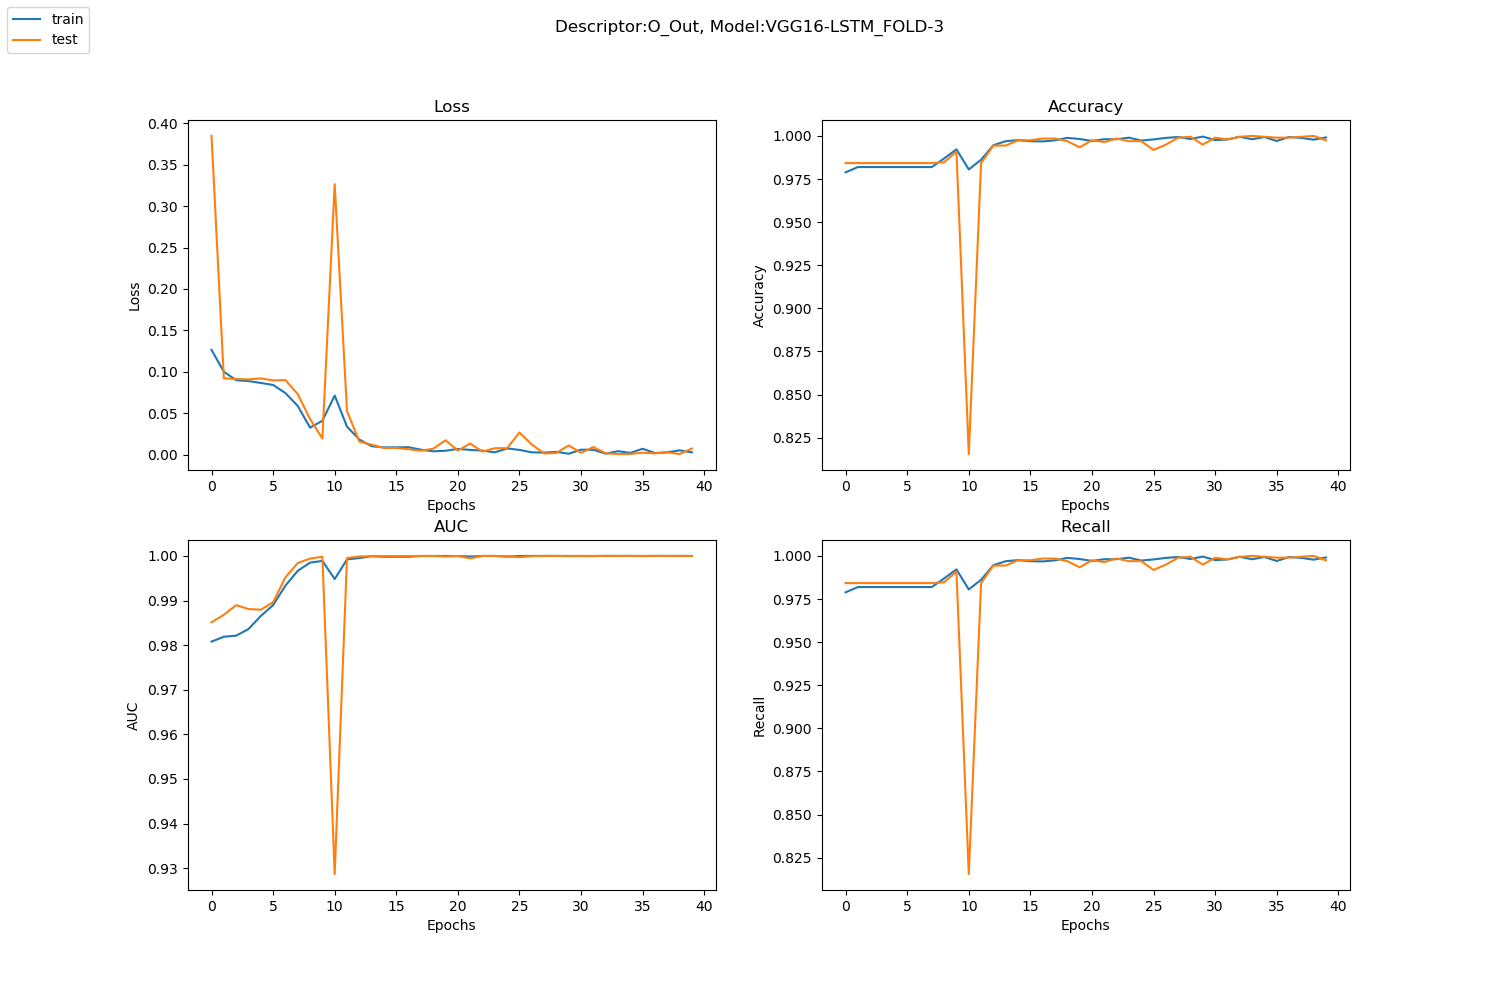 train
test
Descriptor:O_Out, Model:VGG16-LSTM_FOLD-3
Loss
0.40
0.35
0.30
0.25
0.20
0.15
0.10
0.05
0.00
Loss
0 5 10 15 20 25 30 35 40
Epochs
Accuracy
1.000
0.975
0.950
0.925
0.900
0.875
0.850
0.825
Accuracy
0 5 10 15 20 25 30 35 40
Epochs
AUC
1.00
0.99
0.98
0.97
0.96
0.95
0.94
0.93
AUC
0 5 10 15 20 25 30 35 40
Epochs
Recall
1.000
0.975
0.950
0.925
0.900
0.875
0.850
0.825
Recall
0 5 10 15 20 25 30 35 40
Epochs